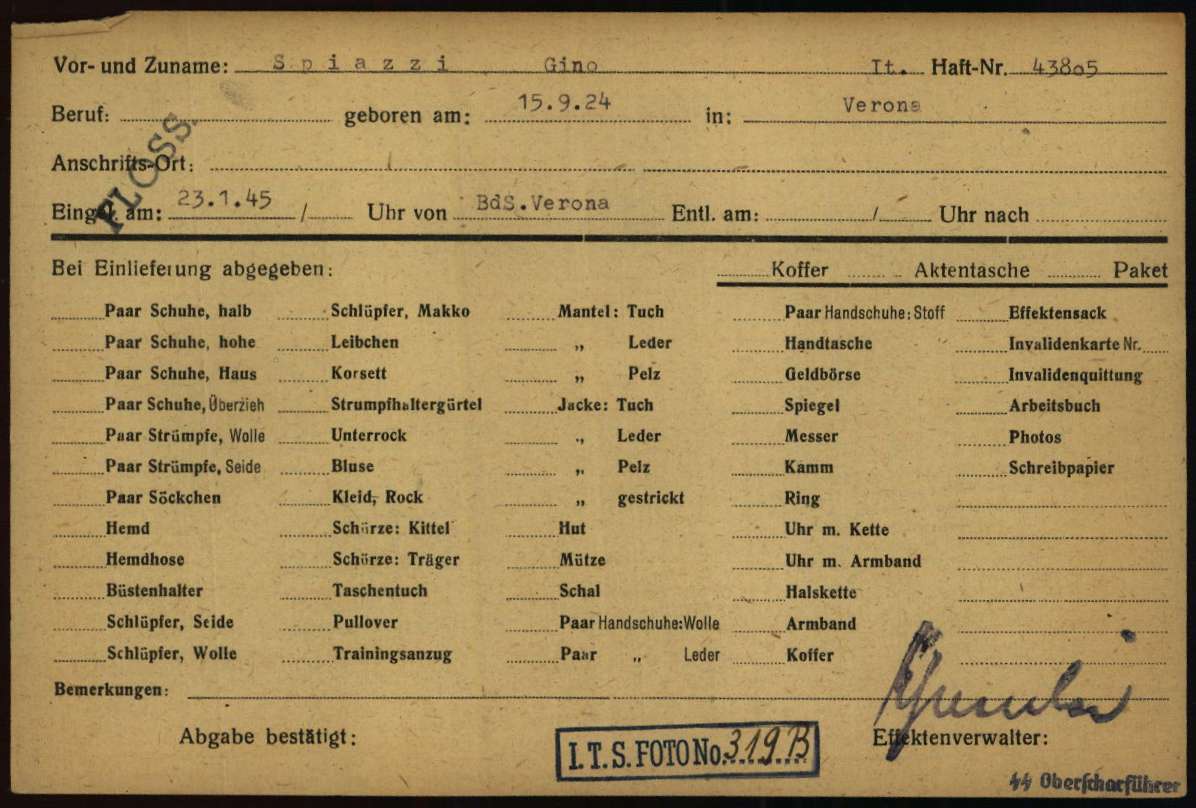 Vor- und Zuname: Spiazzi Gino It. Haft-Nr. 43805
Beruf: geboren am: 15.9.24 in: Verona
FLOSS.
Anschrifts-Ort:
Eingel. am: 23.1.45 / Uhr von BdS.Verona Entl. am: / Uhr nach
Bei Einlieferung abgegeben: Koffer Aktentasche Paket
Paar Schuhe, halb Schlüpfer, Makko Mantel: Tuch Paar Handschuhe: Stoff Effektensack
Paar Schuhe, hohe Leibchen „ Leder Handtasche Invalidenkarte Nr.
Paar Schuhe, Haus Korsett „ Pelz Geldbörse Invalidenquittung
Paar Schuhe, Überzieh Strumpfhaltergürtel Jacke: Tuch Spiegel Arbeitsbuch
Paar Strümpfe, Wolle Unterrock „ Leder Messer Photos
Paar Strümpfe, Seide Bluse „ Pelz Kamm Schreibpapier
Paar Söckchen Kleid, Rock „ gestrickt Ring
Hemd Schürze: Kittel Hut Uhr m. Kette
Hemdhose Schürze: Träger Mütze Uhr m. Armband
Büstenhalter Taschentuch Schal Halskette
Schlüpfer, Seide Pullover Paar Handschuhe: Wolle Armband
Schlüpfer, Wolle Trainingsanzug Paar „ Leder Koffer
Bemerkungen:
Abgabe bestätigt: Effektenverwalter:
I.T.S. FOTO No. 319B
ϟϟ Oberscharführer